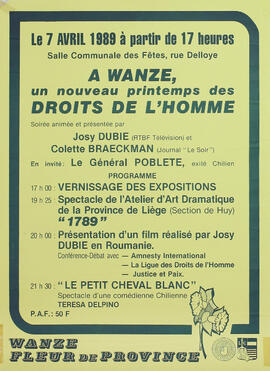 Le 7 AVRIL 1989 à partir de 17 heures
Salle Communale des Fêtes, rue Delloye
A WANZE,
un nouveau printemps des
DROITS DE L'HOMME
Soirée animée et présentée par
Josy DUBIE (RTBF Télévision) et
Colette BRAECKMAN (Journal "Le Soir")
En invité: Le Général POBLETE, exilé Chilien
PROGRAMME
17 h 00 : VERNISSAGE DES EXPOSITIONS
19 h 25 : Spectacle de l'Atelier d'Art Dramatique
de la Province de Liège (Section de Huy)
"1789"
20 h 00 : Présentation d'un film réalisé par Josy
DUBIE en Roumanie.
Conférence-Débat avec — Amnesty International
— La Ligue des Droits de l'Homme
— Justice et Paix.
21 h 30 : "LE PETIT CHEVAL BLANC"
Spectacle d'une comédienne Chilienne
TERESA DELPINO
P.A.F. : 50 F
WANZE
FLEUR DE PROVINCE